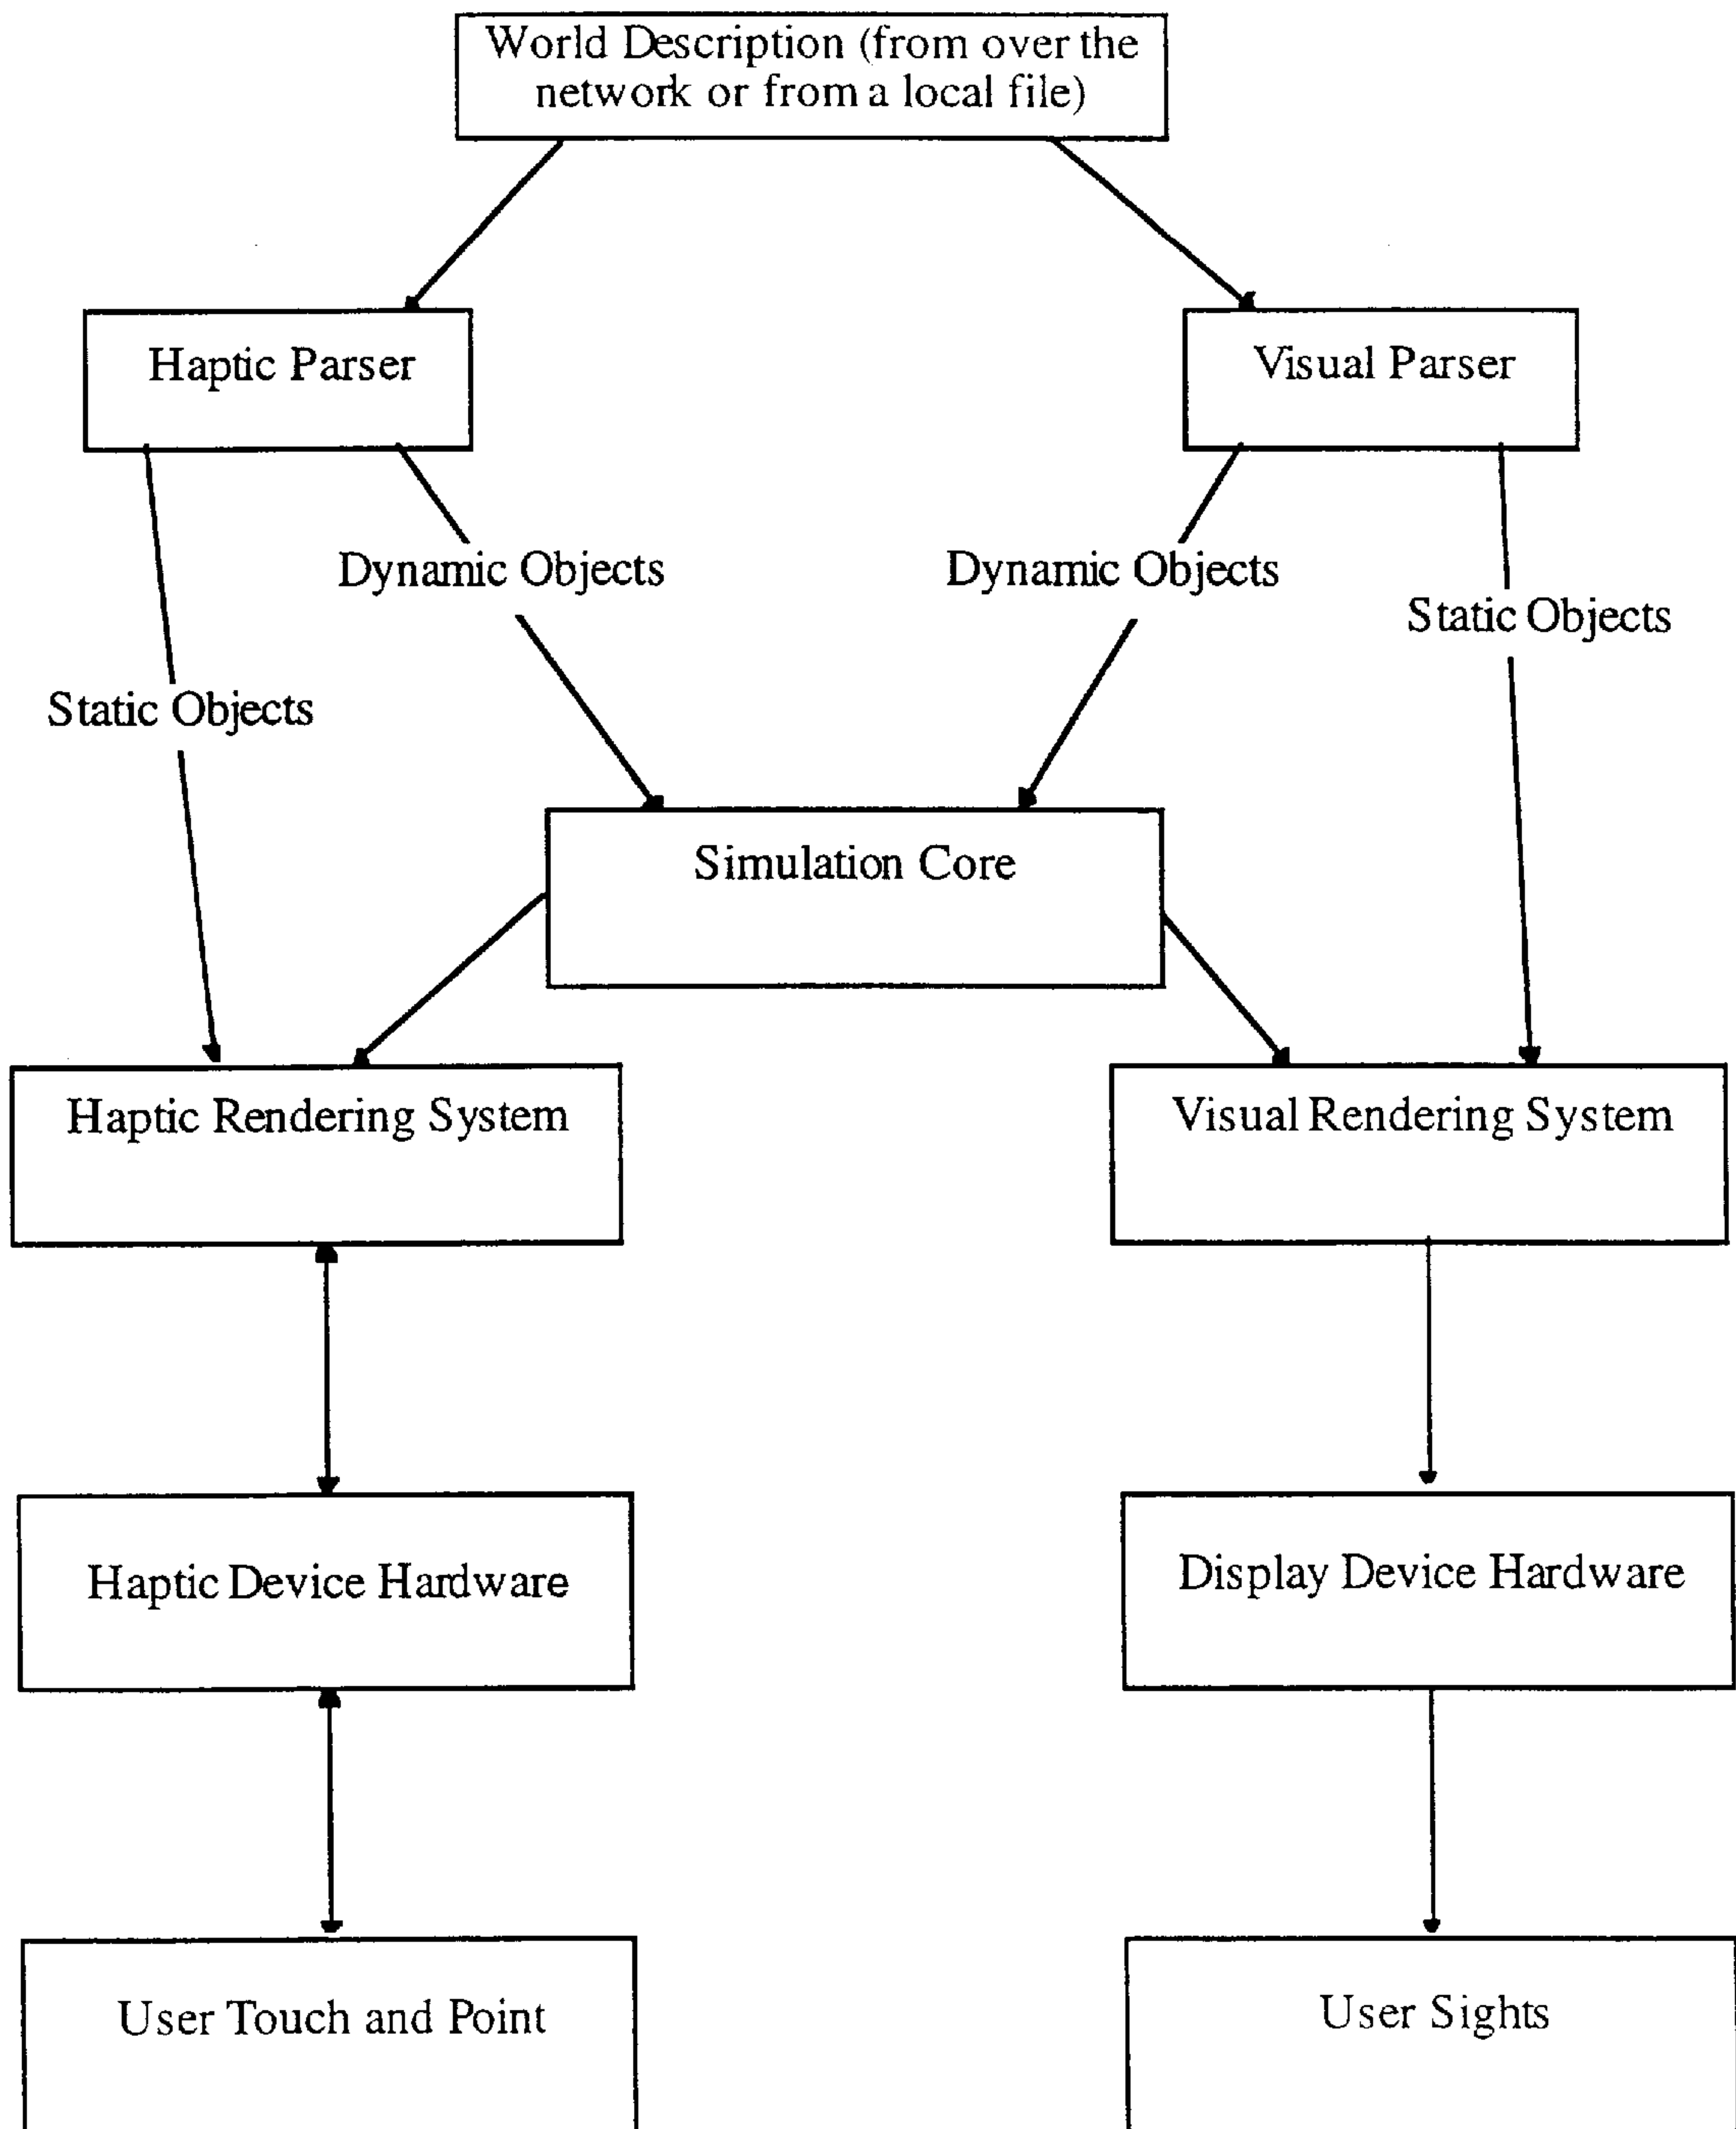 World Description (from over the
network or from a local file)
Haptic Parser
Visual Parser
Dynamic Objects
Dynamic Objects
Static Objects
Static Objects
Simulation Core
Haptic Rendering System
Visual Rendering System
Haptic Device Hardware
Display Device Hardware
User Touch and Point
User Sights